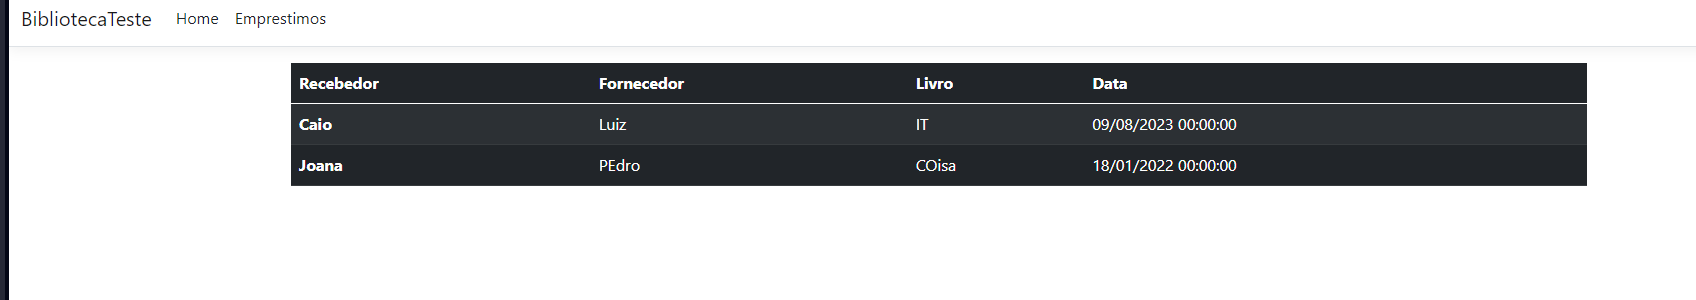 BibliotecaTeste Home Emprestimos
Recebedor Fornecedor Livro Data
Caio Luiz IT 09/08/2023 00:00:00
Joana PEdro COisa 18/01/2022 00:00:00